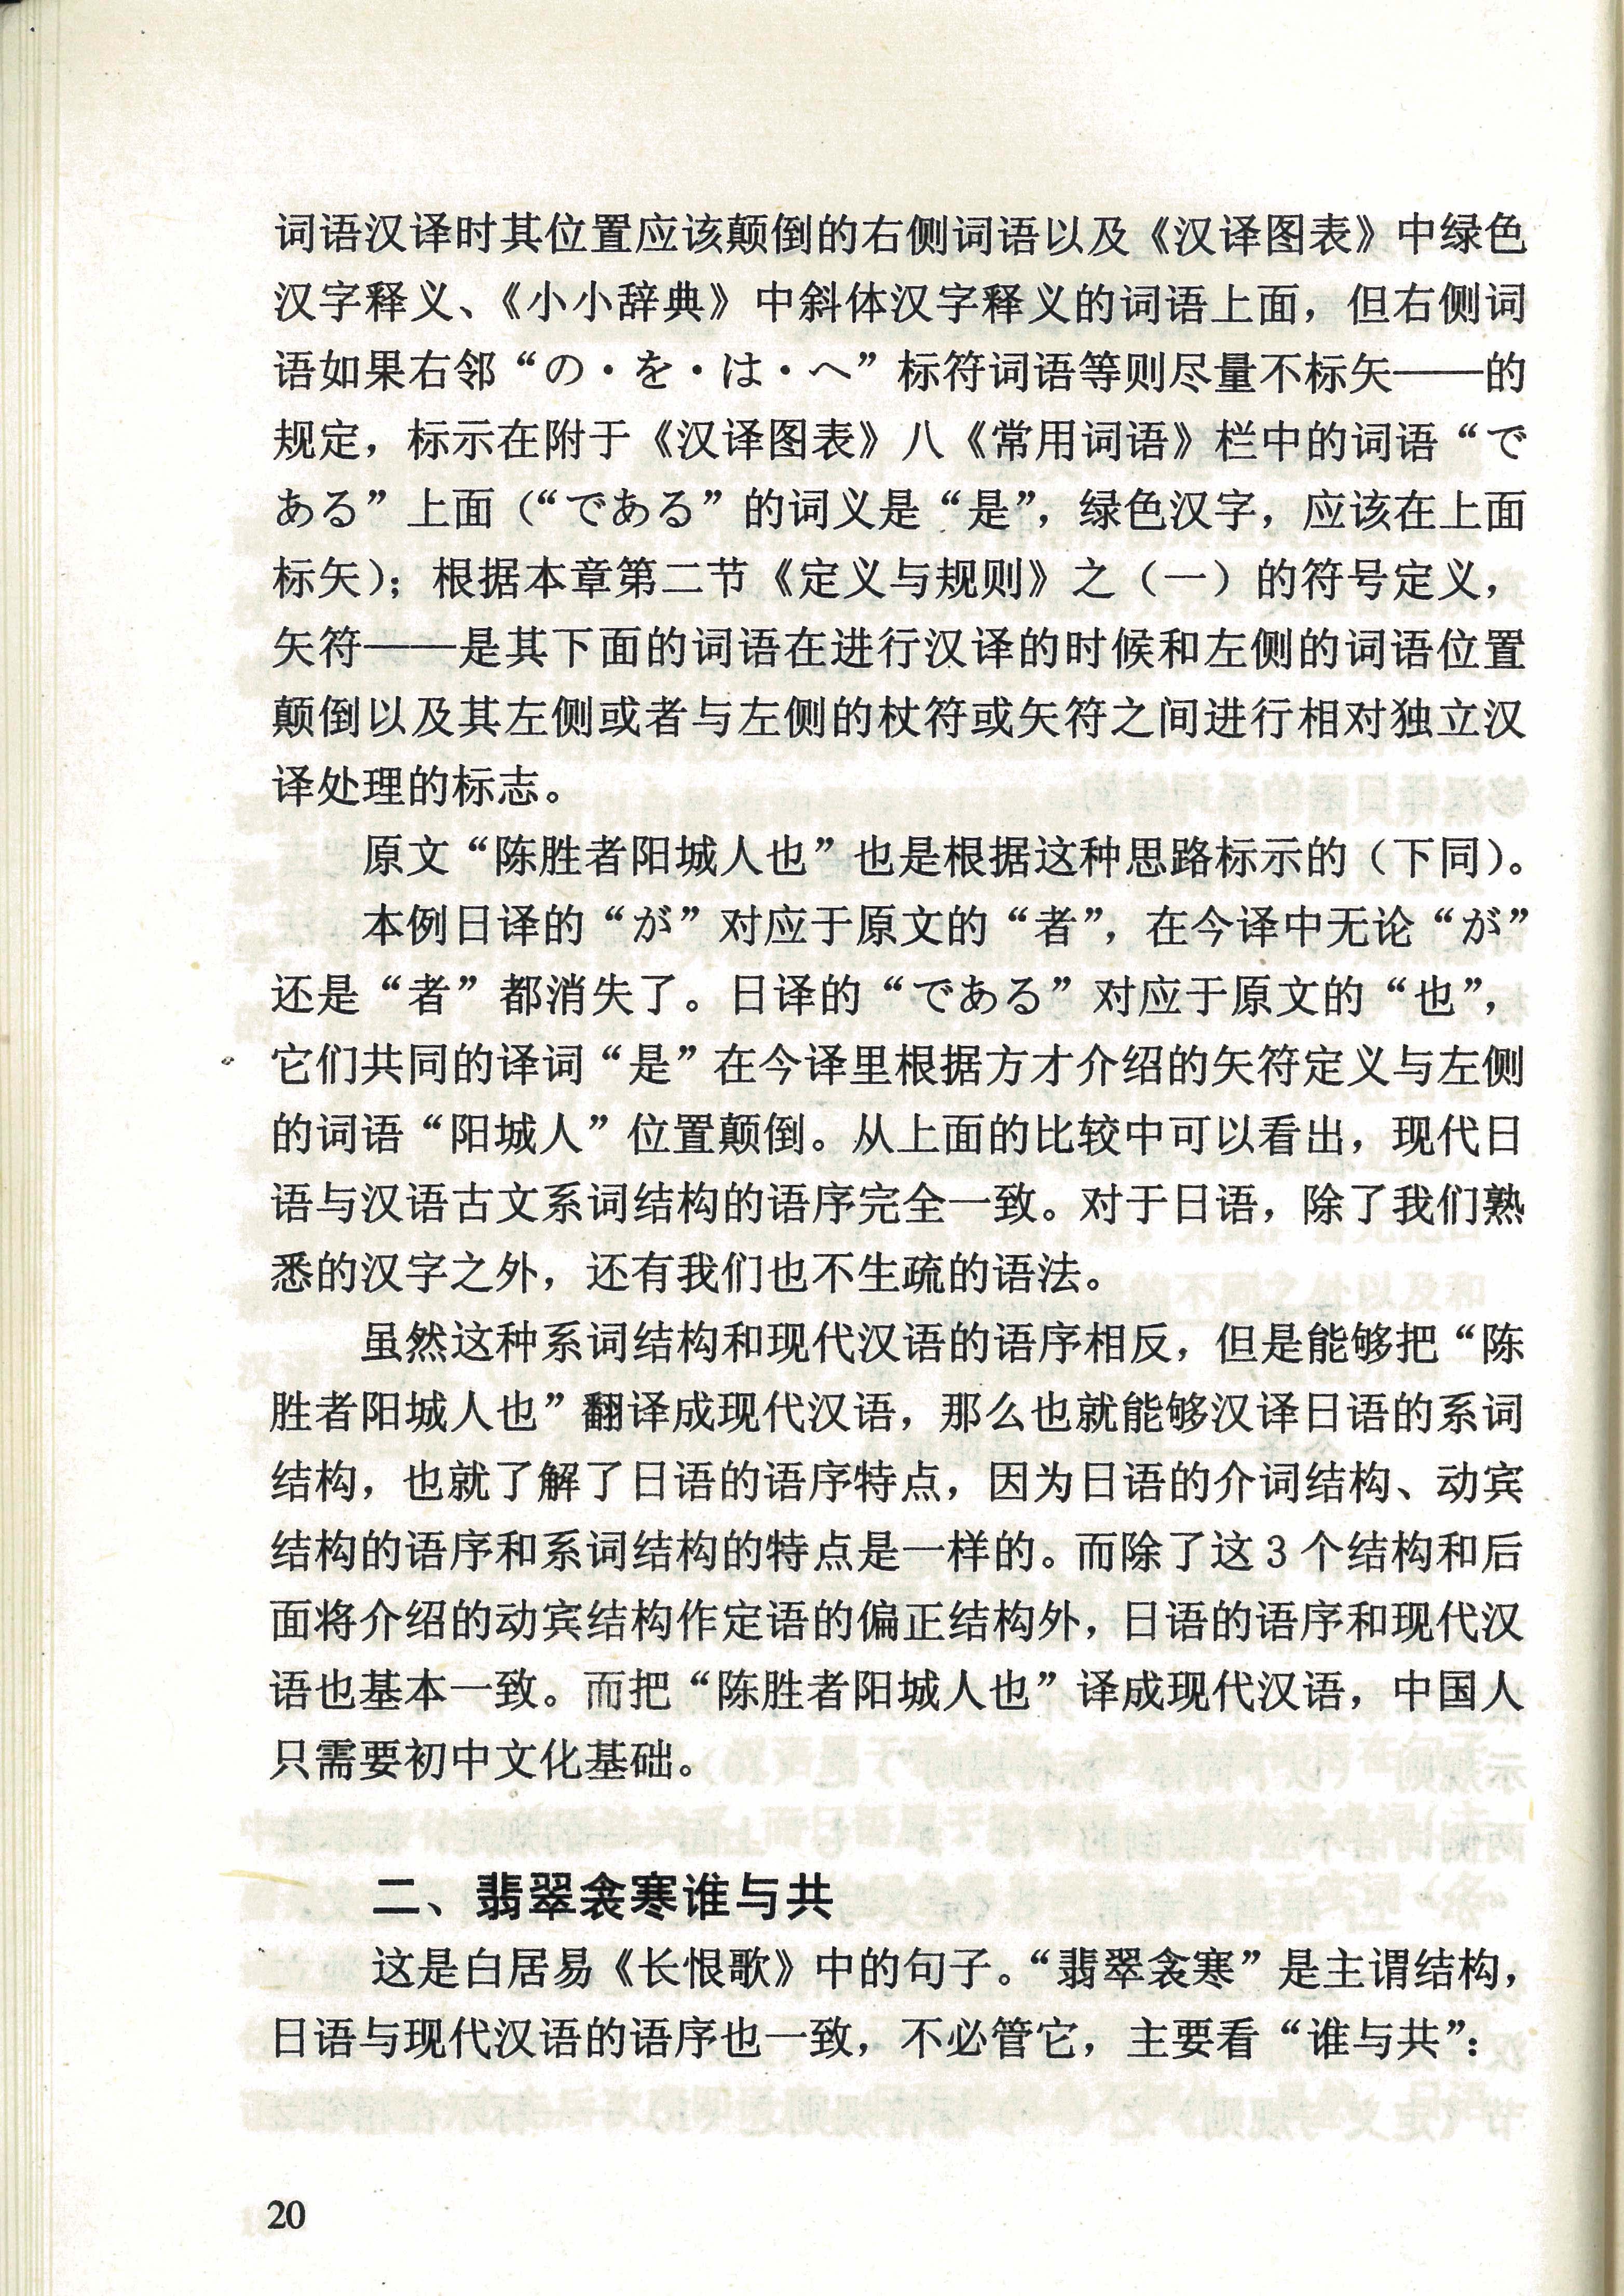 词语汉译时其位置应该颠倒的右侧词语以及《汉译图表》中绿色
汉字释义、《小小辞典》中斜体汉字释义的词语上面，但右侧词
语如果右邻“の・を・は・へ”标符词语等则尽量不标矢——的
规定，标示在附于《汉译图表》八《常用词语》栏中的词语“で
ある”上面（“である”的词义是“是”，绿色汉字，应该在上面
标矢）；根据本章第二节《定义与规则》之（一）的符号定义，
矢符——是其下面的词语在进行汉译的时候和左侧的词语位置
颠倒以及其左侧或者与左侧的杖符或矢符之间进行相对独立汉
译处理的标志。
原文“陈胜者阳城人也”也是根据这种思路标示的（下同）。
本例日译的“が”对应于原文的“者”，在今译中无论“が”
还是“者”都消失了。日译的“である”对应于原文的“也”，
它们共同的译词“是”在今译里根据方才介绍的矢符定义与左侧
的词语“阳城人”位置颠倒。从上面的比较中可以看出，现代日
语与汉语古文系词结构的语序完全一致。对于日语，除了我们熟
悉的汉字之外，还有我们也不生疏的语法。
虽然这种系词结构和现代汉语的语序相反，但是能够把“陈
胜者阳城人也”翻译成现代汉语，那么也就能够汉译日语的系词
结构，也就了解了日语的语序特点，因为日语的介词结构、动宾
结构的语序和系词结构的特点是一样的。而除了这3个结构和后
面将介绍的动宾结构作定语的偏正结构外，日语的语序和现代汉
语也基本一致。而把“陈胜者阳城人也”译成现代汉语，中国人
只需要初中文化基础。
二、翡翠衾寒谁与共
这是白居易《长恨歌》中的句子。“翡翠衾寒”是主谓结构，
日语与现代汉语的语序也一致，不必管它，主要看“谁与共”：
20